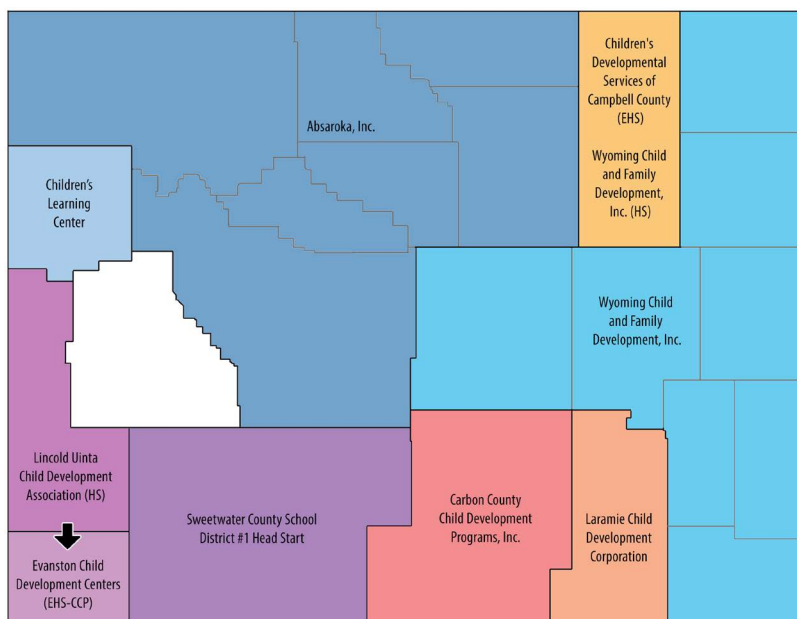 Children's
Developmental
Services of
Campbell County
(EHS)
Absaroka, Inc.
Wyoming Child
and Family
Development,
Inc. (HS)
Children's
Learning
Center
Wyoming Child
and Family
Development, Inc.
Lincold Uinta
Child Development
Association (HS)
Sweetwater County School
District #1 Head Start
Carbon County
Child Development
Programs, Inc.
Laramie Child
Development
Corporation
Evanston Child
Development Centers
(EHS-CCP)